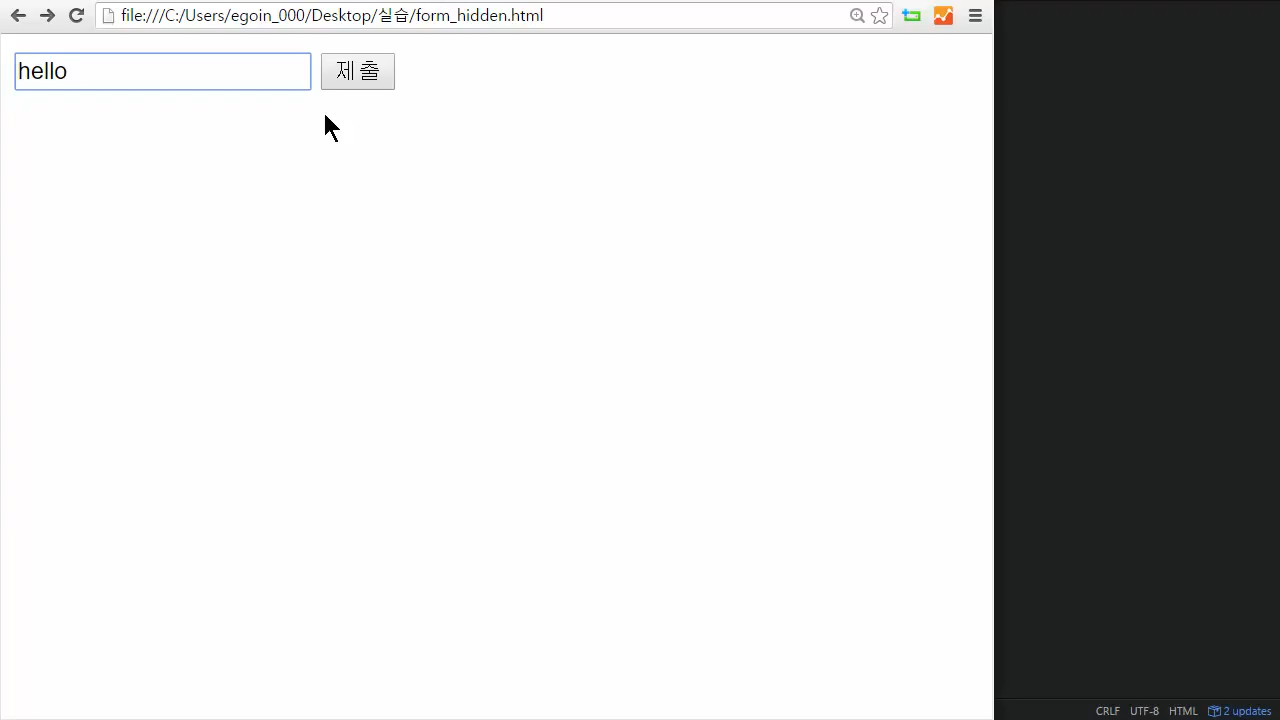 file:///C:/Users/egoin_000/Desktop/실습/form_hidden.html
hello 제출
CRLF UTF-8 HTML 2 updates